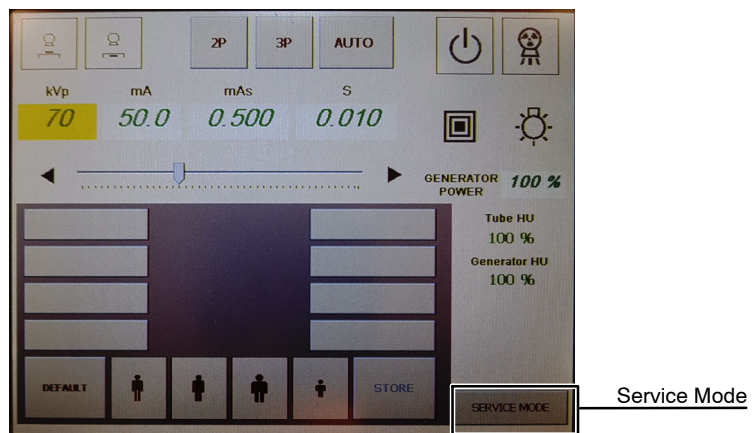 2P 3P AUTO
kVp mA mAs S
70 50.0 0.500 0.010
GENERATOR POWER 100 %
Tube HU
100 %
Generator HU
100 %
DEFAULT STORE
SERVICE MODE
Service Mode